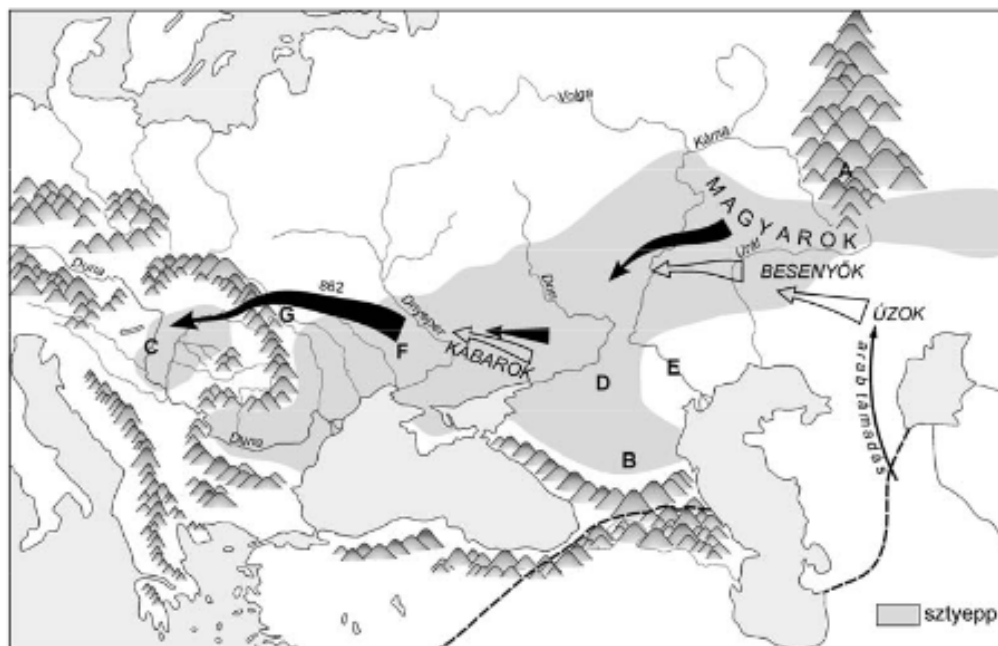 Volga
Káma
A
MAGYAROK
Urál
BESENYŐK
ÚZOK
arab támadás
Duna
862
G
Dnyeper
Don
C
F
KABAROK
D
E
B
Duna
sztyepp